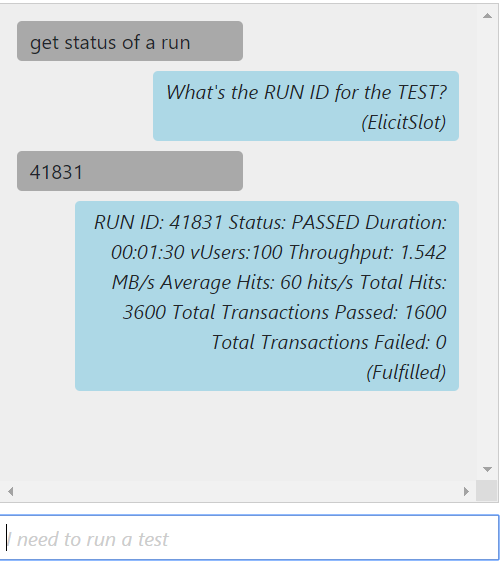 get status of a run
What's the RUN ID for the TEST?
(ElicitSlot)
41831
RUN ID: 41831 Status: PASSED Duration:
00:01:30 vUsers:100 Throughput: 1.542
MB/s Average Hits: 60 hits/s Total Hits:
3600 Total Transactions Passed: 1600
Total Transactions Failed: 0
(Fulfilled)
I need to run a test